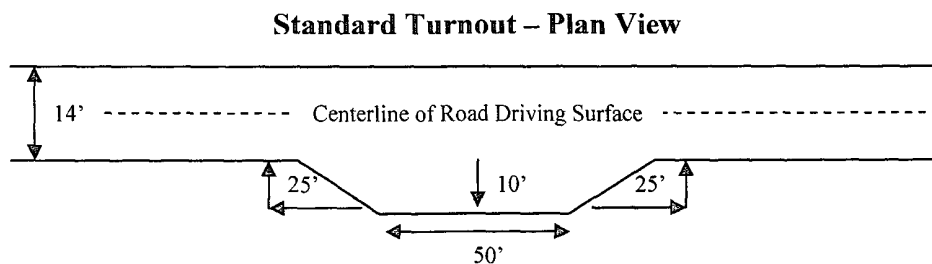 Standard Turnout – Plan View
14'
Centerline of Road Driving Surface
25'
10'
25'
50'